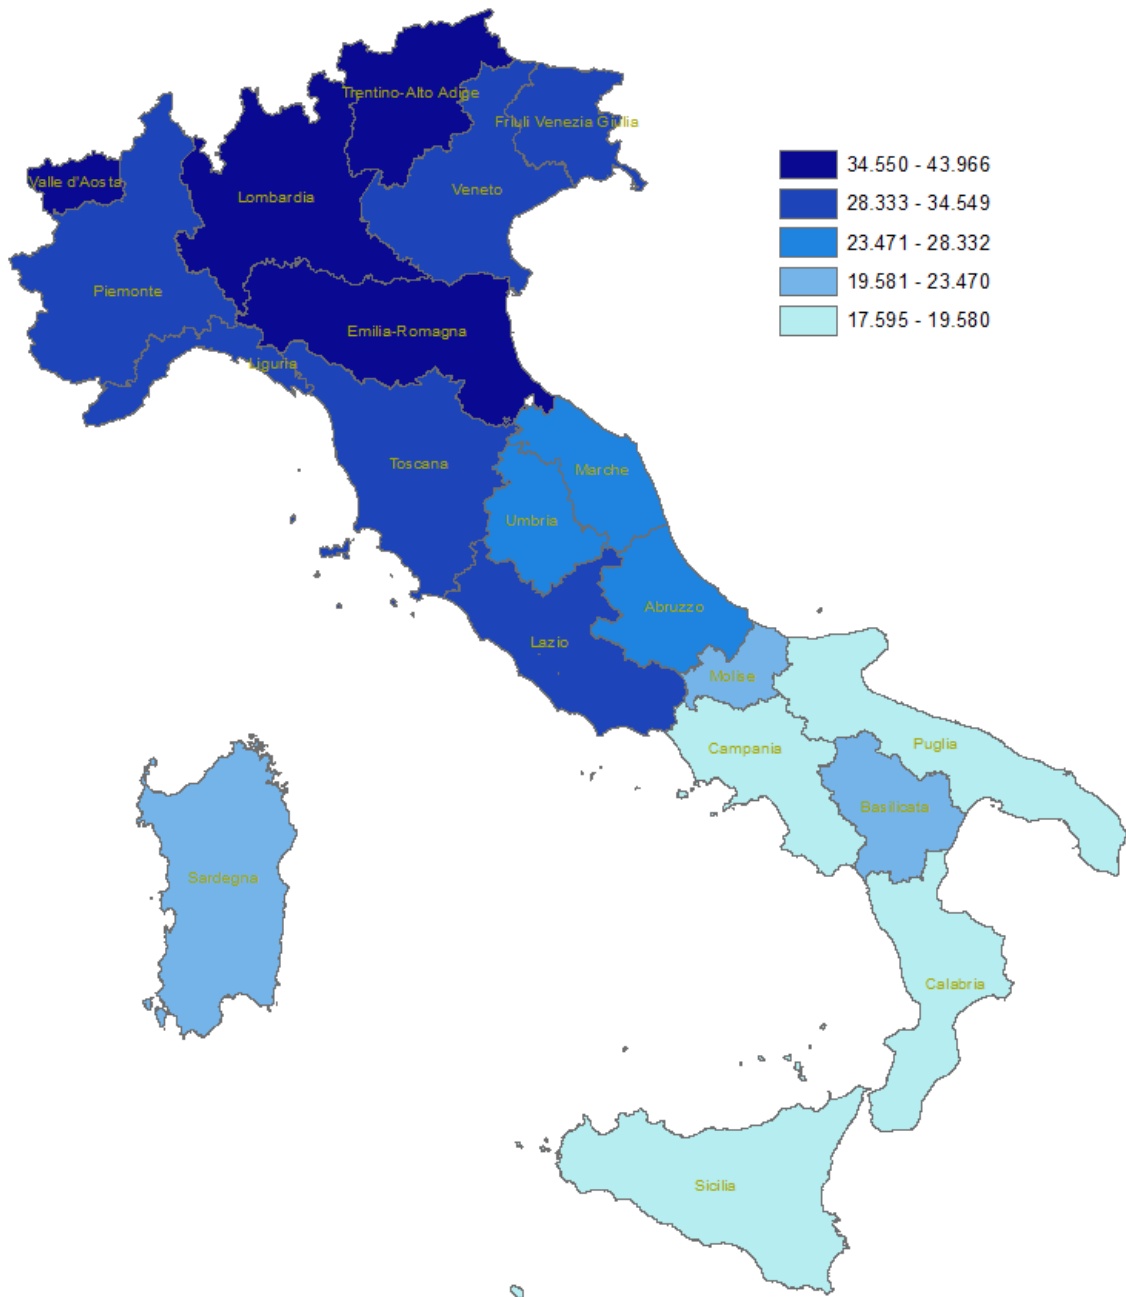 Trentino-Alto Adige
Friuli Venezia Giulia
Valle d'Aosta
Lombardia
Veneto
Piemonte
Emilia-Romagna
Liguria
Toscana
Marche
Umbria
Abruzzo
Lazio
Molise
Campania
Puglia
Basilicata
Sardegna
Calabria
Sicilia
34.550 - 43.966
28.333 - 34.549
23.471 - 28.332
19.581 - 23.470
17.595 - 19.580